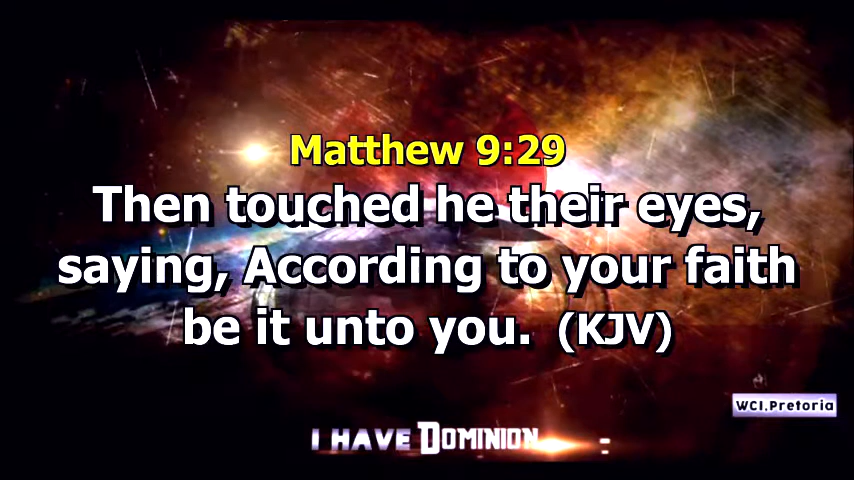 Matthew 9:29
Then touched he their eyes,
saying, According to your faith
be it unto you. (KJV)
WCI.Pretoria
I HAVE DOMINION